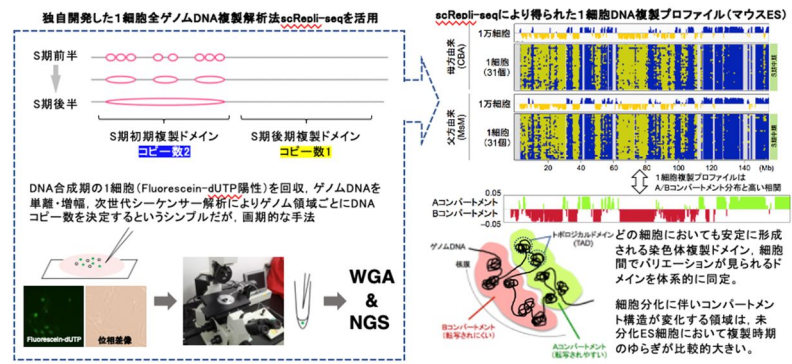 独自開発した1細胞全ゲノムDNA複製解析法scRepli-seqを活用
S期前半
S期後半
S期初期複製ドメイン
コピー数2
S期後期複製ドメイン
コピー数1
DNA合成期の1細胞（Fluorescein-dUTP陽性）を回収，ゲノムDNAを
単離・増幅，次世代シーケンサー解析によりゲノム領域ごとにDNA
コピー数を決定するというシンプルだが，画期的な手法
Fluorescein-dUTP
位相差像
WGA
&
NGS
scRepli-seqにより得られた1細胞DNA複製プロファイル（マウスES）
母方由来
(CBA)
1万細胞
1細胞
(31個)
S期中期
父方由来
(MsM)
1万細胞
1細胞
(31個)
S期中期
20 40 60 80 100 120 140 (Mb)
1細胞複製プロファイルは
A/Bコンパートメント分布と高い相関
0.05
Aコンパートメント
Bコンパートメント
-0.05
トポロジカルドメイン
(TAD)
ゲノムDNA
核膜
Bコンパートメント
(転写されにくい)
Aコンパートメント
(転写されやすい)
どの細胞においても安定に形成
される染色体複製ドメイン，細胞
間でバリエーションが見られるド
メインを体系的に同定。
細胞分化に伴いコンパートメン
ト構造が変化する領域は，未
分化ES細胞において複製時期
のゆらぎが比較的大きい。